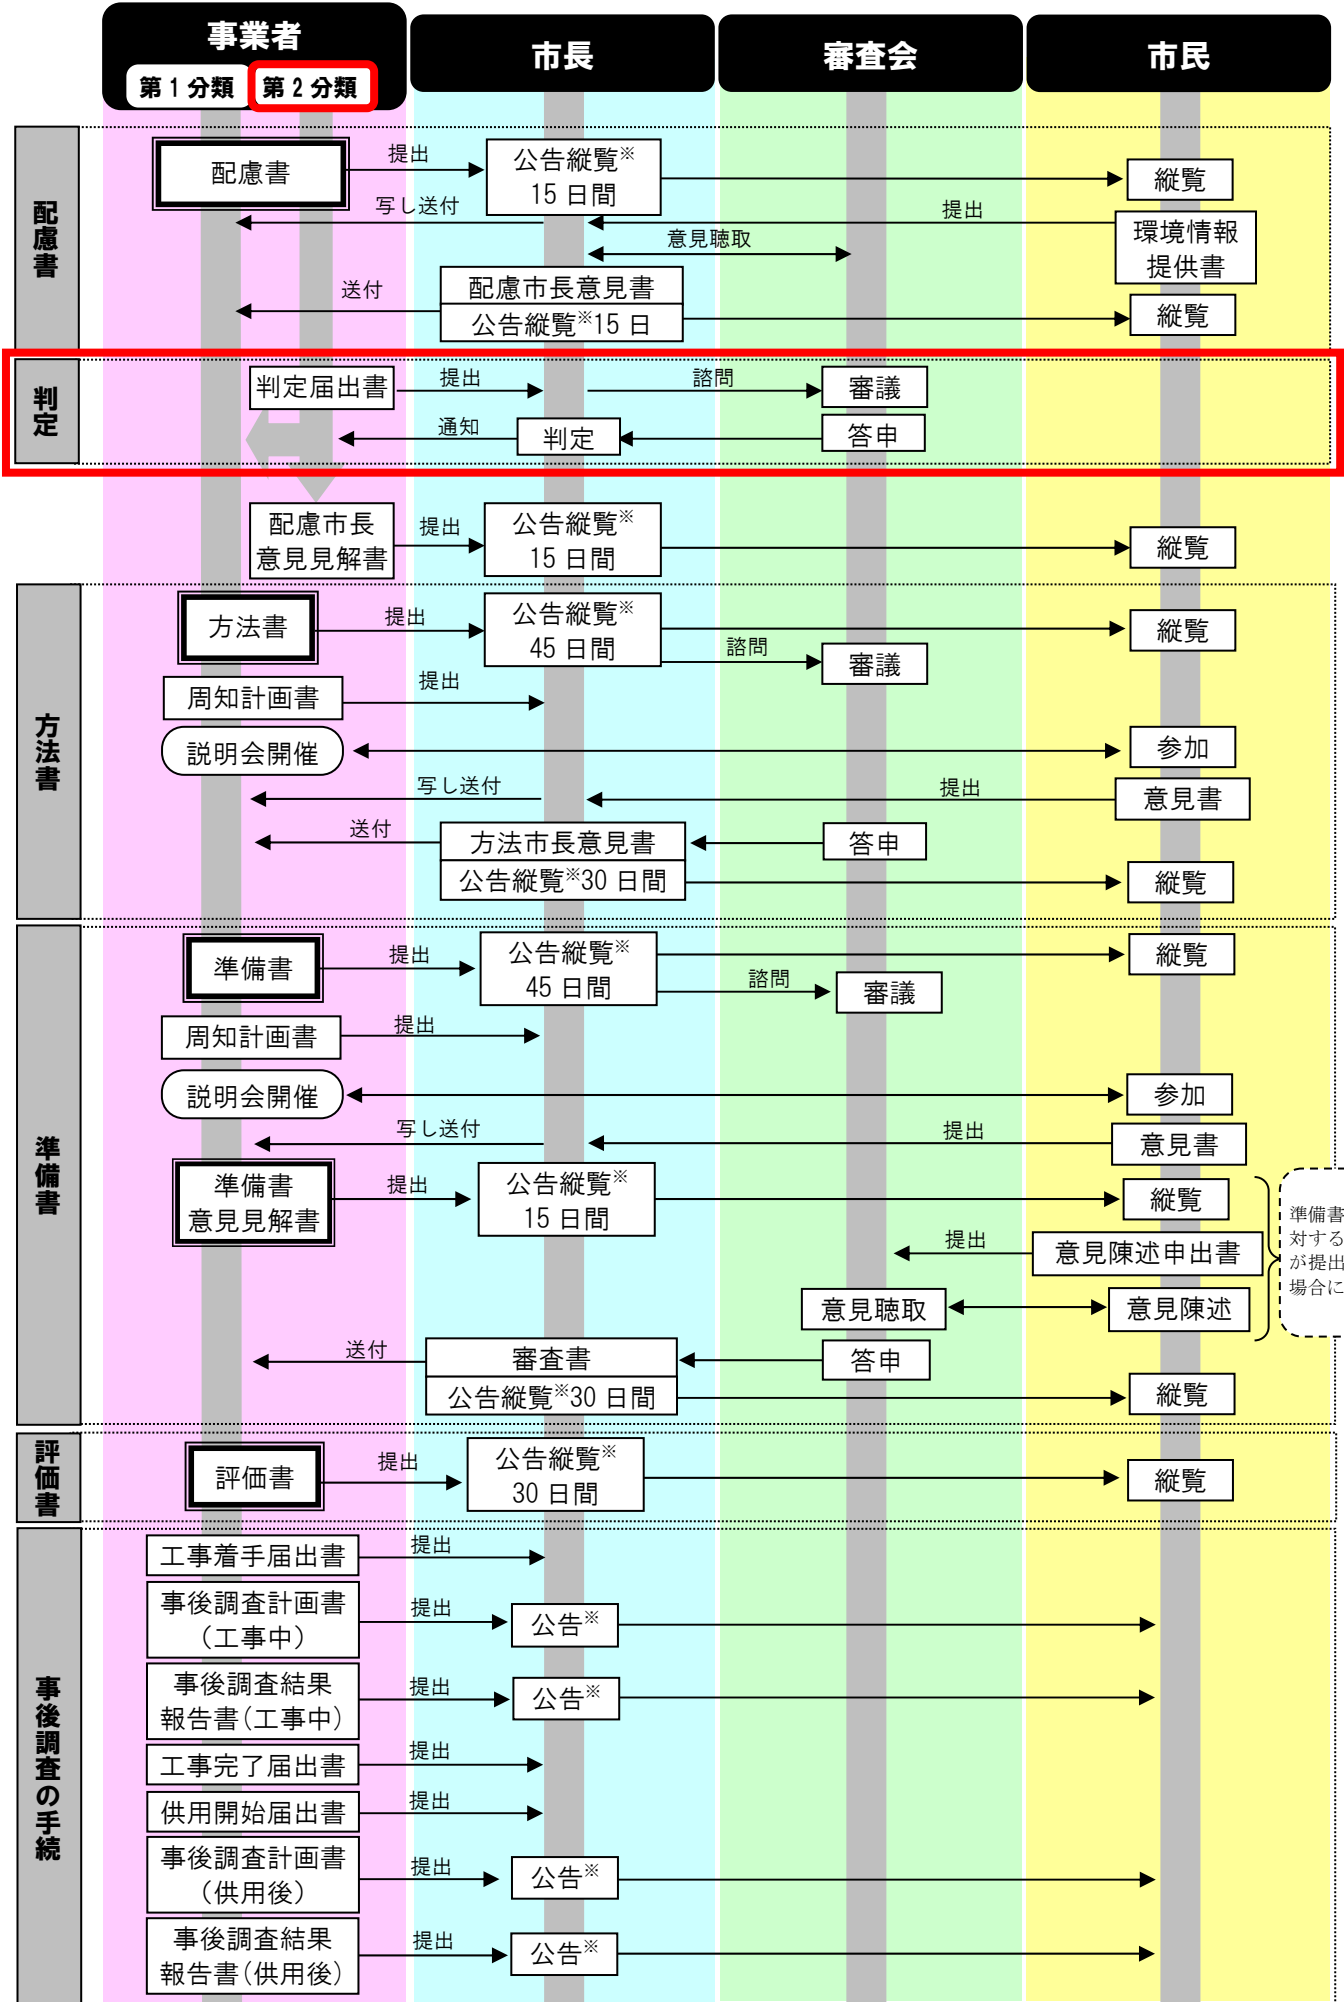 事業者
第1分類
第2分類
市長
審査会
市民
配慮書
配慮書
提出
公告縦覧※
15日間
縦覧
写し送付
提出
環境情報
提供書
意見聴取
配慮市長意見書
送付
公告縦覧※15日
縦覧
判定
判定届出書
提出
諮問
審議
通知
判定
答申
配慮市長
意見見解書
提出
公告縦覧※
15日間
縦覧
方法書
方法書
提出
公告縦覧※
45日間
縦覧
諮問
審議
周知計画書
提出
説明会開催
参加
写し送付
提出
意見書
送付
方法市長意見書
答申
公告縦覧※30日間
縦覧
準備書
準備書
提出
公告縦覧※
45日間
縦覧
諮問
審議
周知計画書
提出
説明会開催
参加
写し送付
提出
意見書
準備書
意見見解書
提出
公告縦覧※
15日間
縦覧
提出
意見陳述申出書
準備書
対する
が提出
場合に
意見聴取
意見陳述
送付
審査書
答申
公告縦覧※30日間
縦覧
評価書
評価書
提出
公告縦覧※
30日間
縦覧
事後調査の手続
工事着手届出書
提出
事後調査計画書
（工事中）
提出
公告※
事後調査結果
報告書（工事中）
提出
公告※
工事完了届出書
提出
供用開始届出書
提出
事後調査計画書
（供用後）
提出
公告※
事後調査結果
報告書（供用後）
提出
公告※